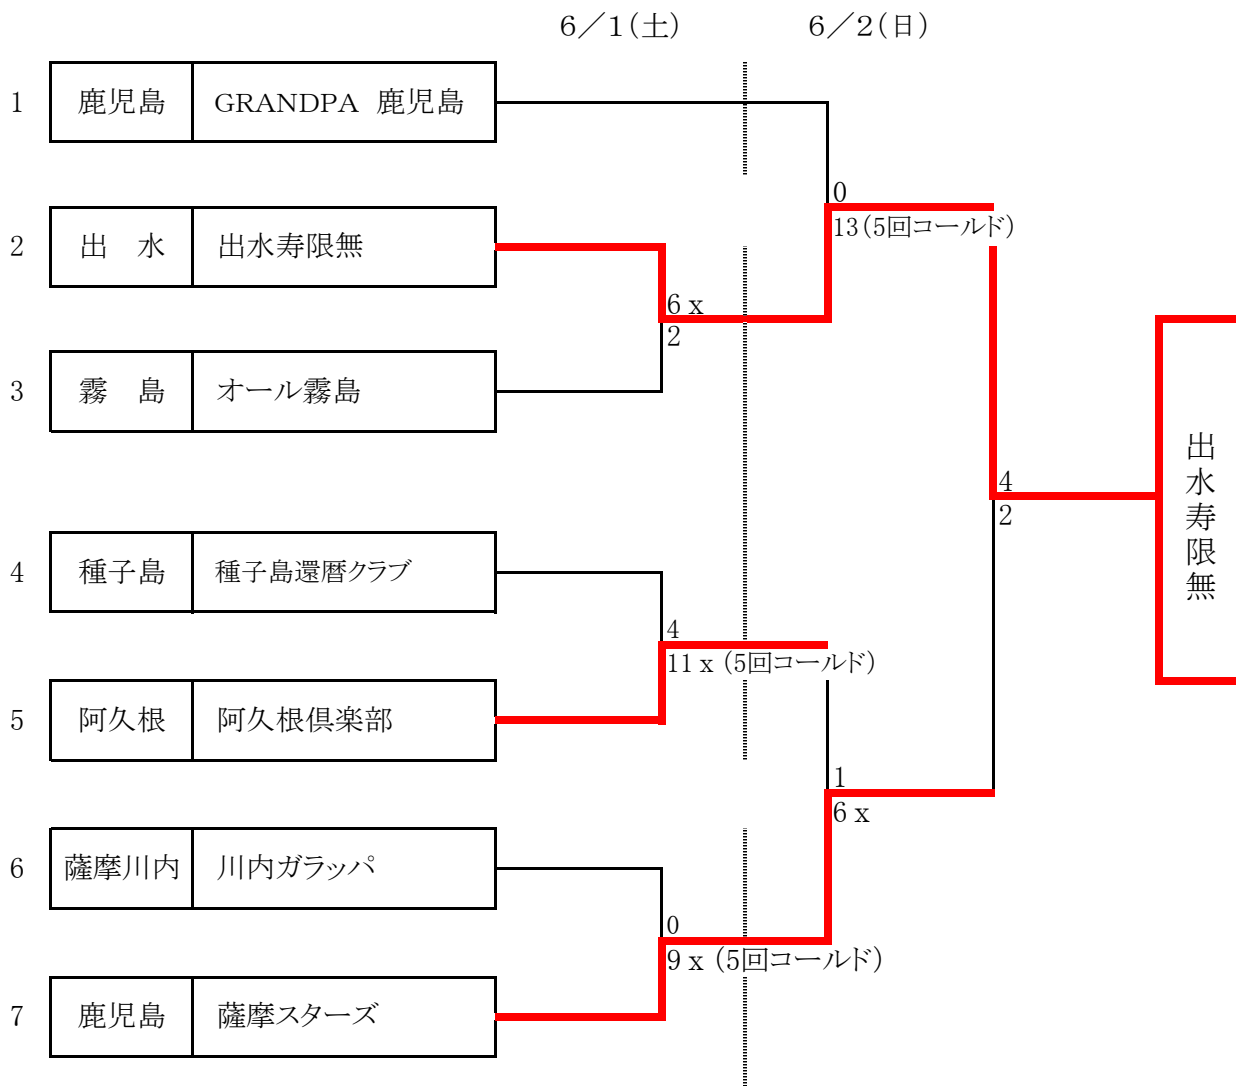 ６／１(土)　６／２(日)
1 鹿児島 GRANDPA 鹿児島
0
13(5回コールド)
2 出　水 出水寿限無
6 x
2
3 霧　島 オール霧島
4
2
出水寿限無
4 種子島 種子島還暦クラブ
4
11 x (5回コールド)
5 阿久根 阿久根倶楽部
1
6 x
6 薩摩川内 川内ガラッパ
0
9 x (5回コールド)
7 鹿児島 薩摩スターズ